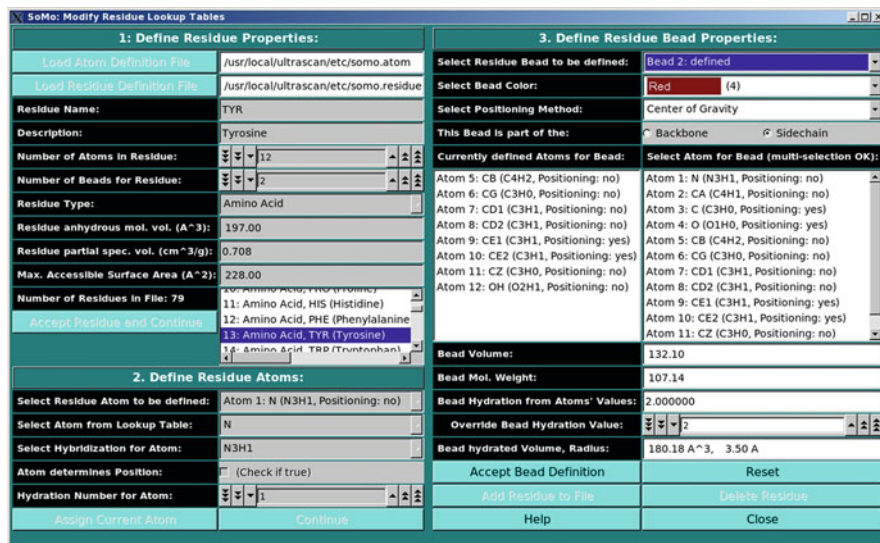 SoMo: Modify Residue Lookup Tables
1: Define Residue Properties:
Load Atom Definition File
/usr/local/ultrascan/etc/somo.atom
Load Residue Definition File
/usr/local/ultrascan/etc/somo.residue
Residue Name:
TYR
Description:
Tyrosine
Number of Atoms in Residue:
12
Number of Beads for Residue:
2
Residue Type:
Amino Acid
Residue anhydrous mol. vol. (A^3):
197.00
Residue partial spec. vol. (cm^3/g):
0.708
Max. Accessible Surface Area (A^2):
228.00
Number of Residues in File: 79
10: Amino Acid, PRO (Proline)
11: Amino Acid, HIS (Histidine)
12: Amino Acid, PHE (Phenylalanine
13: Amino Acid, TYR (Tyrosine)
14: Amino Acid, TRP (Tryptophan)
Accept Residue and Continue
2. Define Residue Atoms:
Select Residue Atom to be defined:
Atom 1: N (N3H1, Positioning: no)
Select Atom from Lookup Table:
N
Select Hybridization for Atom:
N3H1
Atom determines Position:
(Check if true)
Hydration Number for Atom:
1
Assign Current Atom
Continue
3. Define Residue Bead Properties:
Select Residue Bead to be defined:
Bead 2: defined
Select Bead Color:
Red (4)
Select Positioning Method:
Center of Gravity
This Bead is part of the:
Backbone
Sidechain
Currently defined Atoms for Bead:
Atom 5: CB (C4H2, Positioning: no)
Atom 6: CG (C3H0, Positioning: no)
Atom 7: CD1 (C3H1, Positioning: no)
Atom 8: CD2 (C3H1, Positioning: no)
Atom 9: CE1 (C3H1, Positioning: yes)
Atom 10: CE2 (C3H1, Positioning: yes)
Atom 11: CZ (C3H0, Positioning: no)
Atom 12: OH (O2H1, Positioning: no)
Select Atom for Bead (multi-selection OK):
Atom 1: N (N3H1, Positioning: no)
Atom 2: CA (C4H1, Positioning: no)
Atom 3: C (C3H0, Positioning: yes)
Atom 4: O (O1H0, Positioning: yes)
Atom 5: CB (C4H2, Positioning: no)
Atom 6: CG (C3H0, Positioning: no)
Atom 7: CD1 (C3H1, Positioning: no)
Atom 8: CD2 (C3H1, Positioning: no)
Atom 9: CE1 (C3H1, Positioning: yes)
Atom 10: CE2 (C3H1, Positioning: yes)
Atom 11: CZ (C3H0, Positioning: no)
Bead Volume:
132.10
Bead Mol. Weight:
107.14
Bead Hydration from Atoms' Values:
2.000000
Override Bead Hydration Value:
2
Bead hydrated Volume, Radius:
180.18 A^3, 3.50 A
Accept Bead Definition
Reset
Add Residue to File
Delete Residue
Help
Close